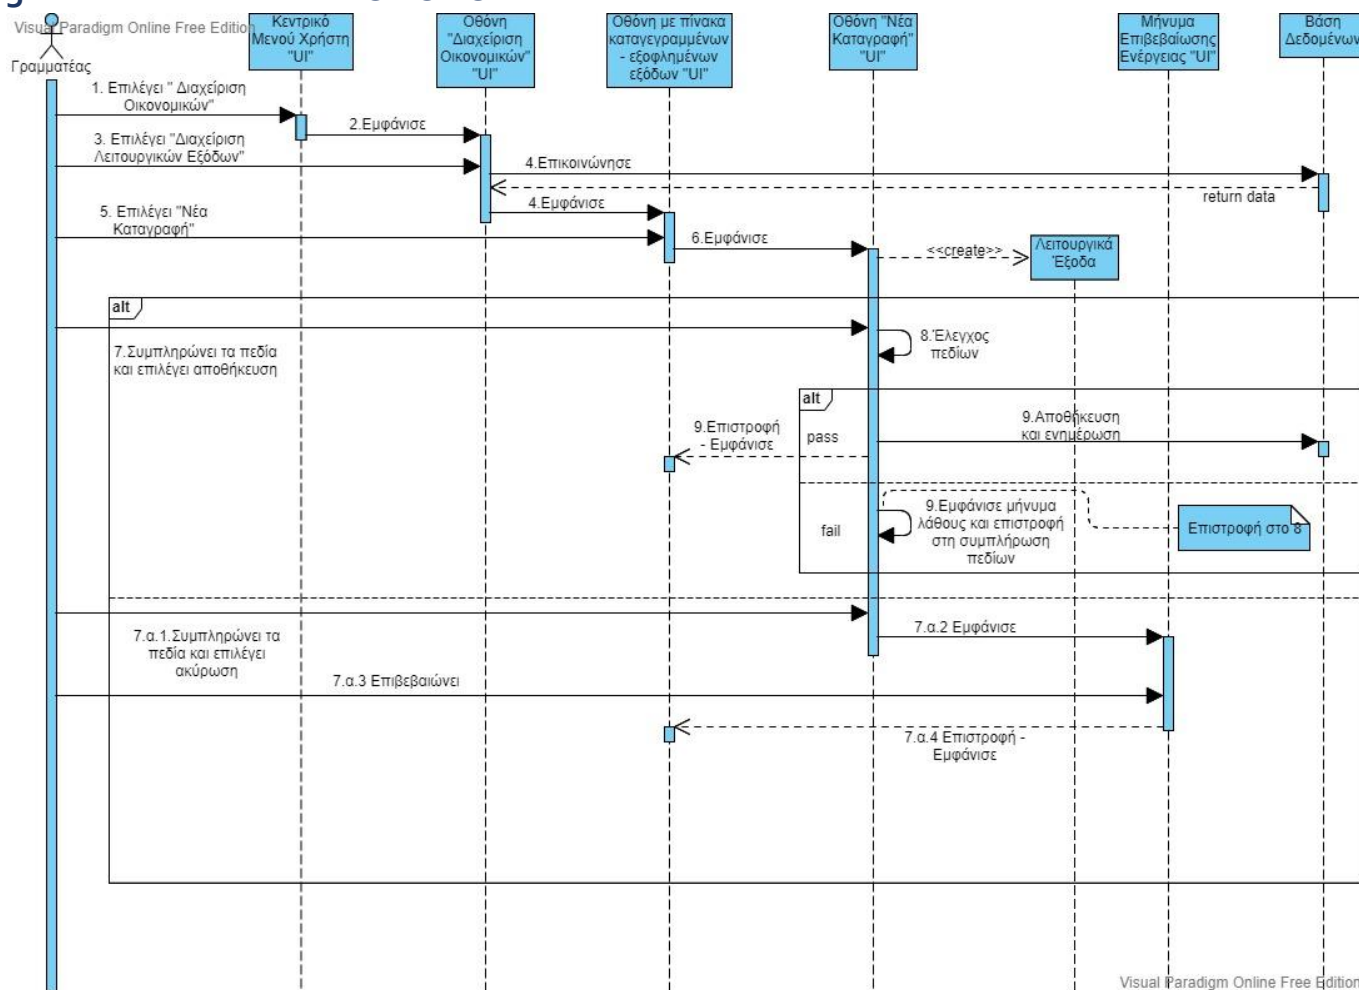 Visual Paradigm Online Free Edition
Γραμματέας
Κεντρικό
Μενού Χρήστη
"UI"
Οθόνη
"Διαχείριση
Οικονομικών"
"UI"
Οθόνη με πίνακα
καταγεγραμμένων
- εξοφλημένων
εξόδων "UI"
Οθόνη "Νέα
Καταγραφή"
"UI"
Μήνυμα
Επιβεβαίωσης
Ενέργειας "UI"
Βάση
Δεδομένων
1. Επιλέγει " Διαχείριση
Οικονομικών"
2.Εμφάνισε
3. Επιλέγει "Διαχείριση
Λειτουργικών Εξόδων"
4.Επικοινώνησε
return data
4.Εμφάνισε
5. Επιλέγει "Νέα
Καταγραφή"
6.Εμφάνισε
<<create>>
Λειτουργικά
Έξοδα
alt
7.Συμπληρώνει τα πεδία
και επιλέγει αποθήκευση
8.Έλεγχος
πεδίων
alt
pass
9.Επιστροφή
- Εμφάνισε
9.Αποθήκευση
και ενημέρωση
fail
9.Εμφάνισε μήνυμα
λάθους και επιστροφή
στη συμπλήρωση
πεδίων
Επιστροφή στο 8
7.α.1.Συμπληρώνει τα
πεδία και επιλέγει
ακύρωση
7.α.2 Εμφάνισε
7.α.3 Επιβεβαιώνει
7.α.4 Επιστροφή -
Εμφάνισε
Visual Paradigm Online Free Edition